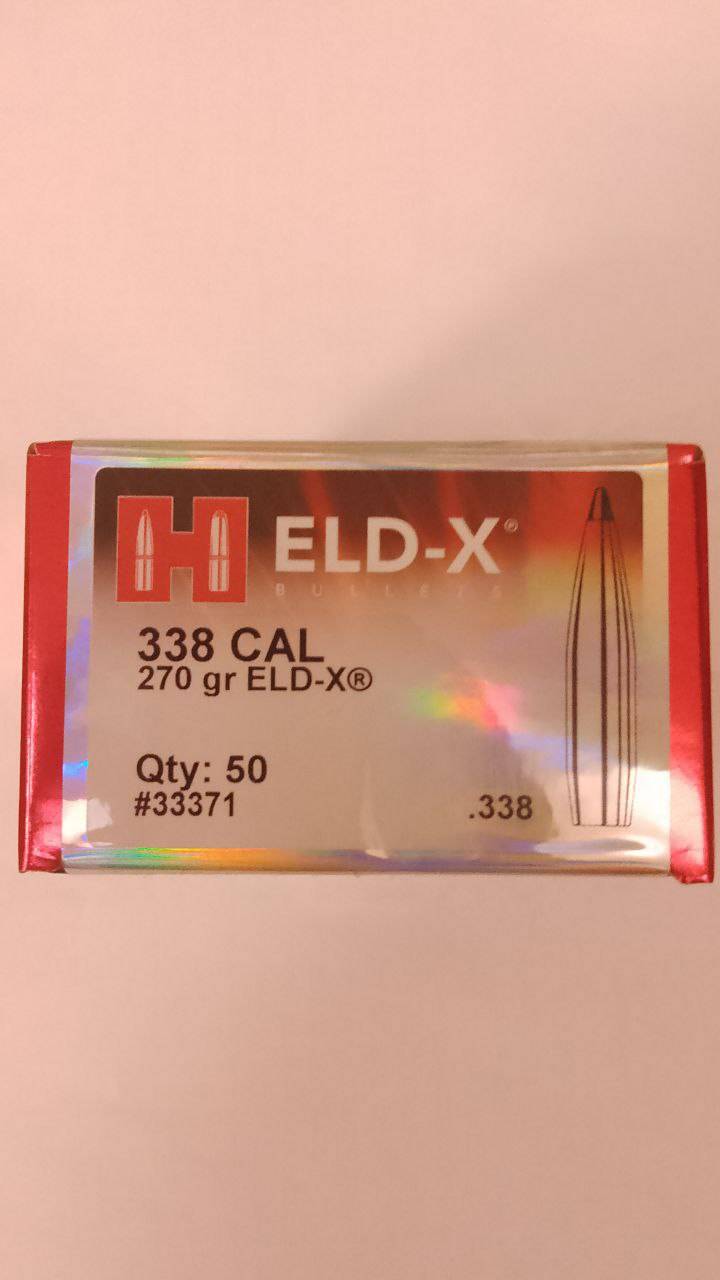 H ELD-X®
BULLETS
338 CAL
270 gr ELD-X®
Qty: 50
#33371
.338